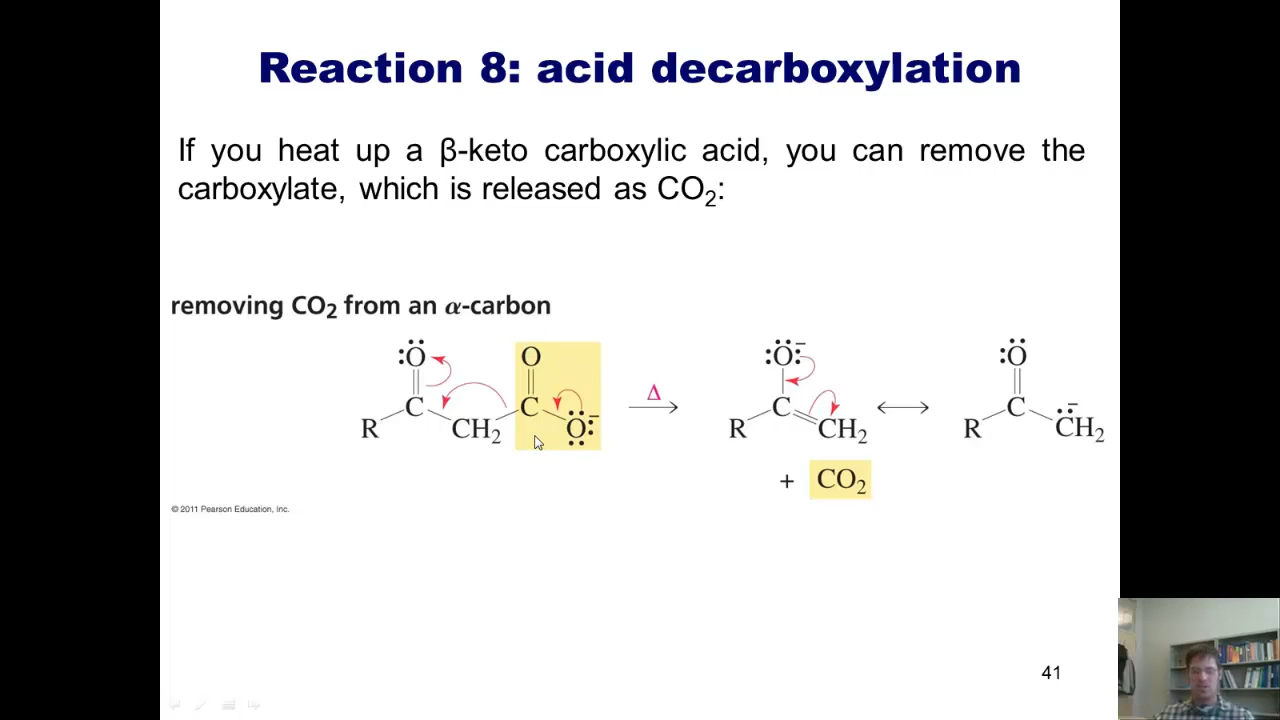 Reaction 8: acid decarboxylation
If you heat up a β-keto carboxylic acid, you can remove the
carboxylate, which is released as CO₂:
removing CO₂ from an α-carbon
:Ö O :Ö:⁻ :Ö
R C CH₂ C Ö:⁻ Δ R C CH₂ R C C̈H₂⁻
+ CO₂
© 2011 Pearson Education, Inc.
41